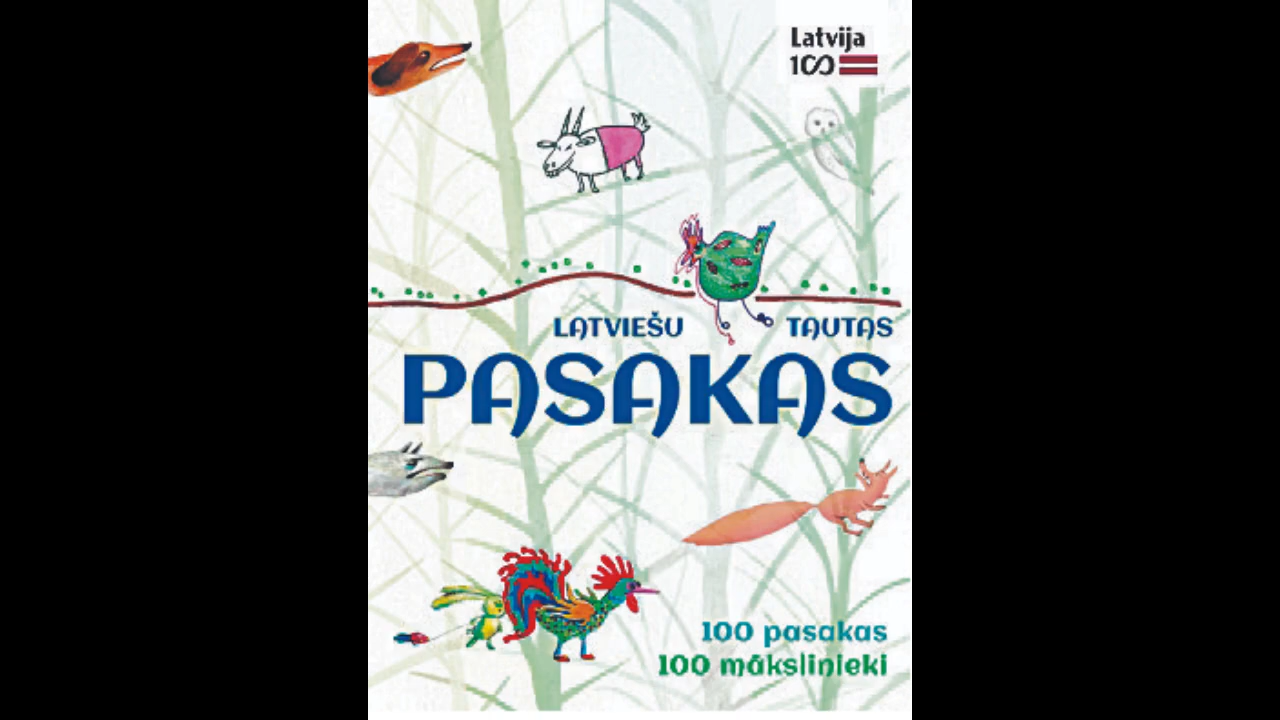 Latvija
100
LATVIEŠU TAUTAS
PASAKAS
100 pasakas
100 mākslinieki